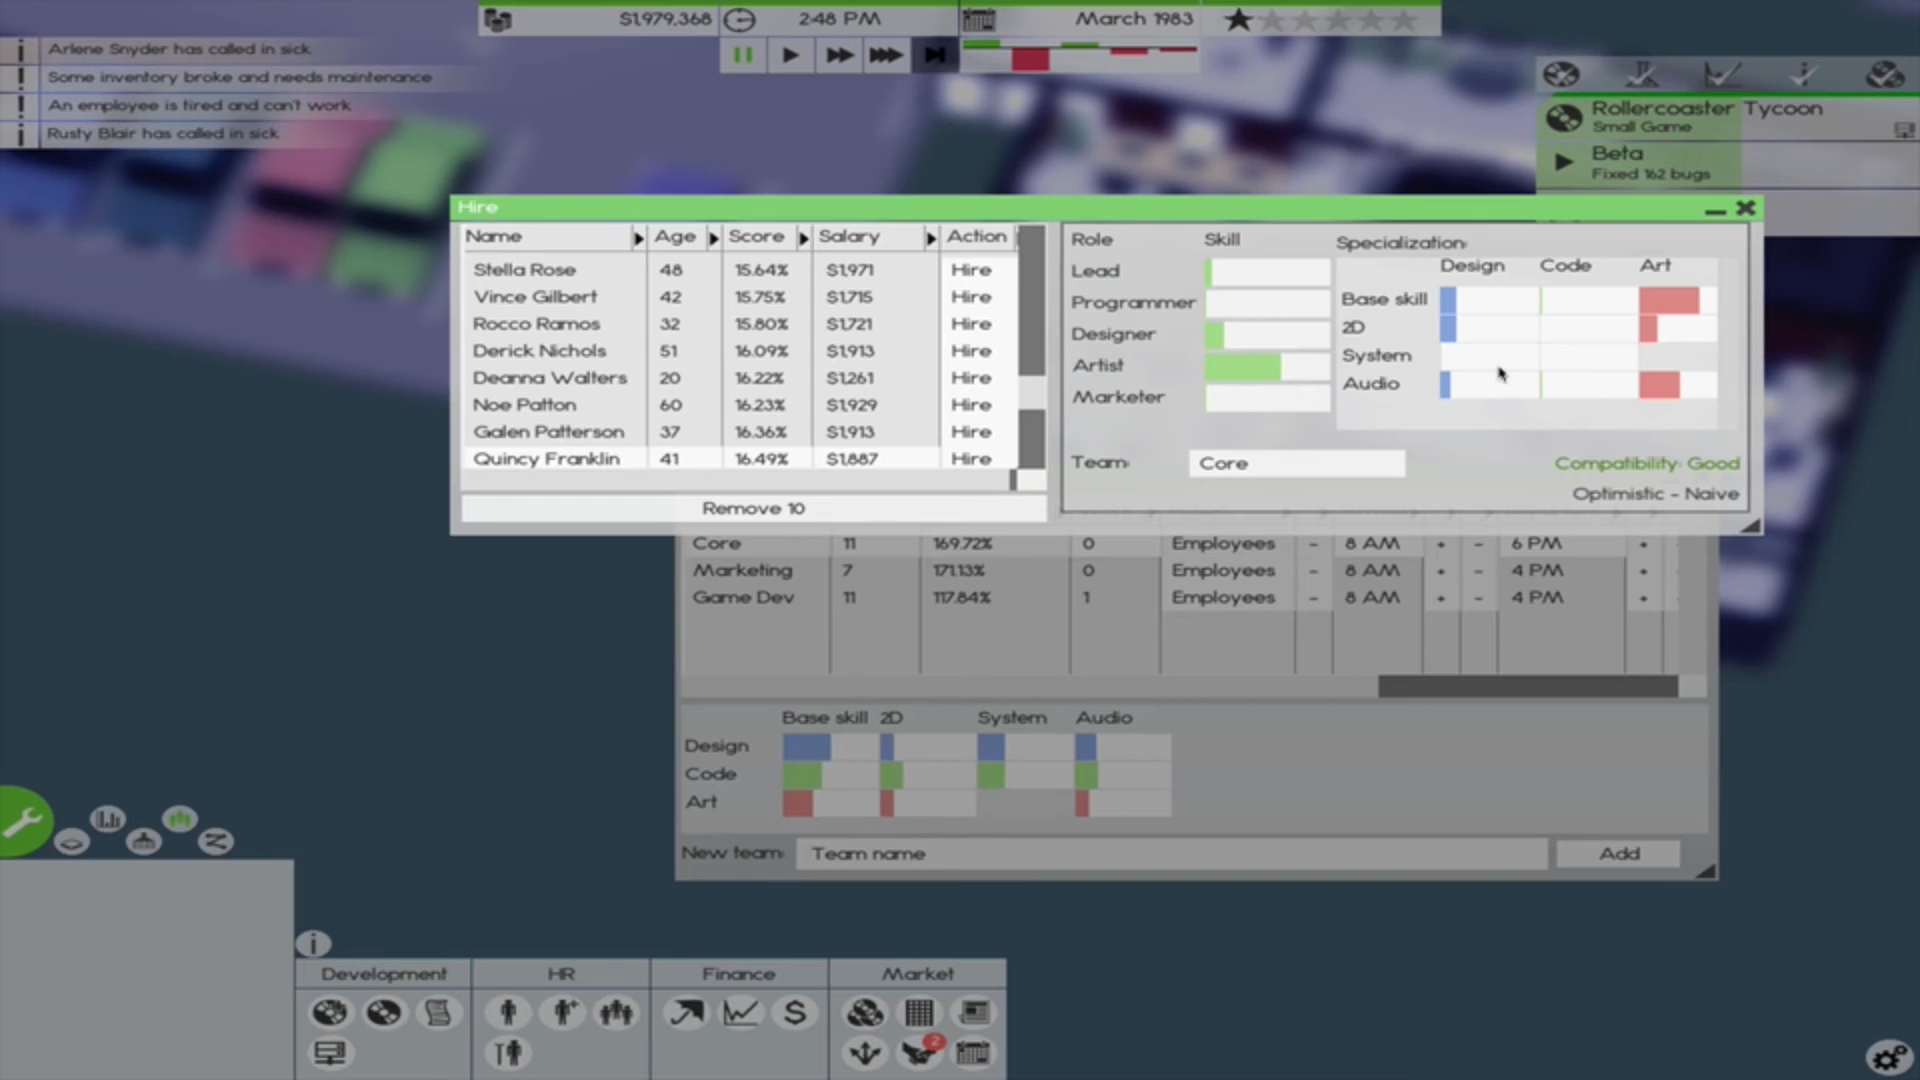 $1,979,368 2:48 PM March 1983
Arlene Snyder has called in sick
Some inventory broke and needs maintenance
An employee is tired and can't work
Rusty Blair has called in sick
Rollercoaster Tycoon
Small Game
Beta
Fixed 162 bugs
Hire
Name Age Score Salary Action
Stella Rose 48 15.64% $1,971 Hire
Vince Gilbert 42 15.75% $1,715 Hire
Rocco Ramos 32 15.80% $1,721 Hire
Derick Nichols 51 16.09% $1,913 Hire
Deanna Walters 20 16.22% $1,261 Hire
Noe Patton 60 16.23% $1,929 Hire
Galen Patterson 37 16.36% $1,913 Hire
Quincy Franklin 41 16.49% $1,887 Hire
Remove 10
Role Skill
Lead
Programmer
Designer
Artist
Marketer
Specialization:
Design Code Art
Base skill
2D
System
Audio
Team: Core
Compatibility: Good
Optimistic - Naive
Core 11 169.72% 0 Employees - 8 AM + - 6 PM +
Marketing 7 171.13% 0 Employees - 8 AM + - 4 PM +
Game Dev 11 117.84% 1 Employees - 8 AM + - 4 PM +
Base skill 2D System Audio
Design
Code
Art
New team: Team name Add
Development HR Finance Market
2